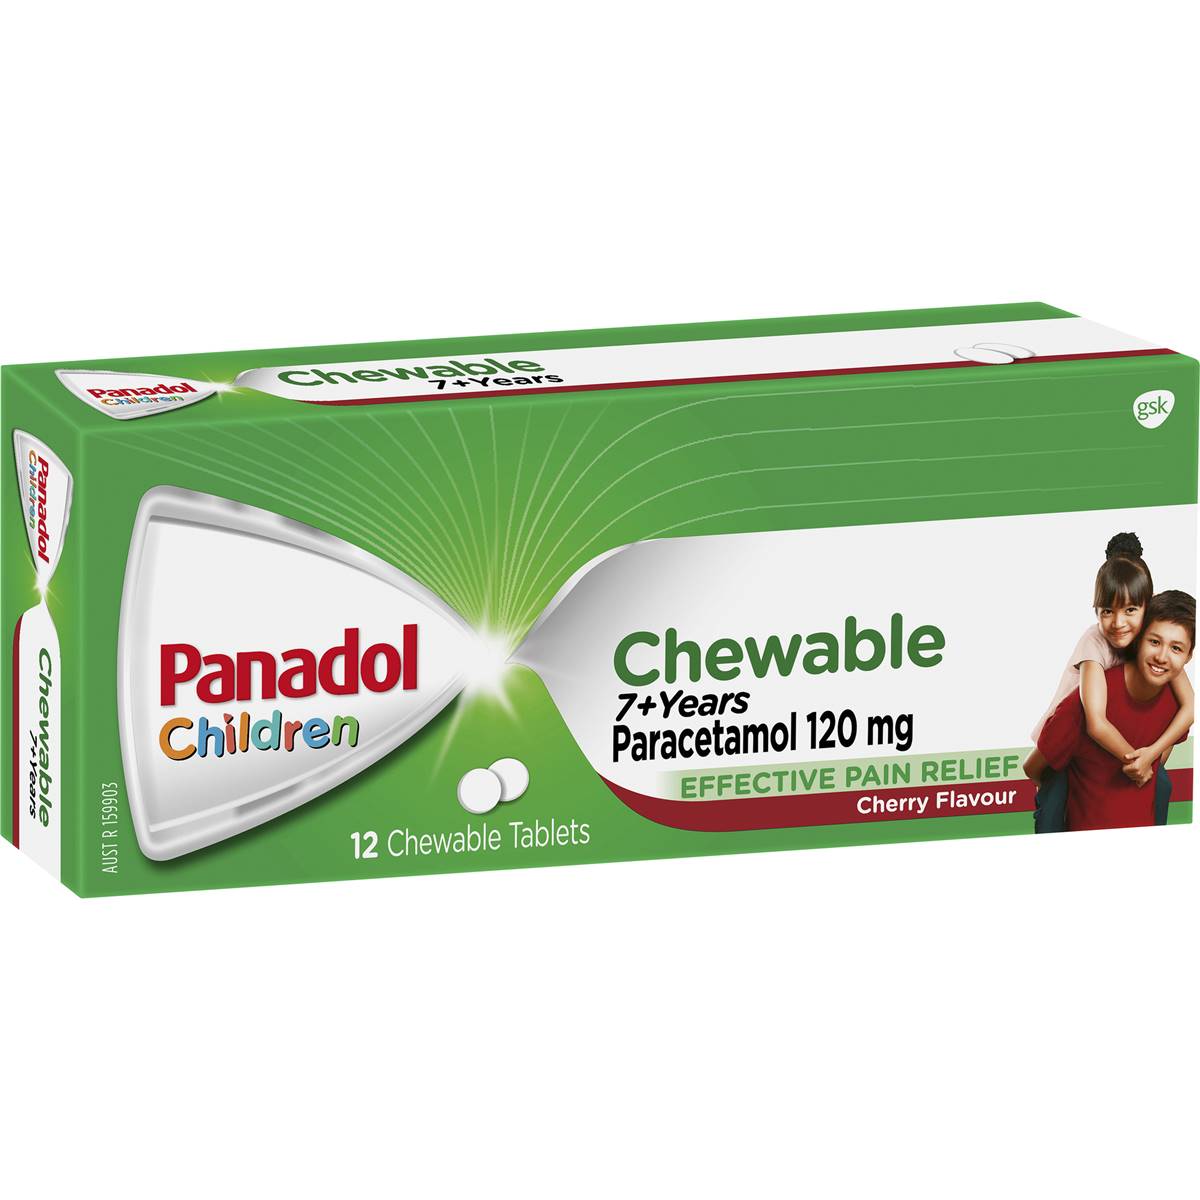 Panadol
Children
Chewable
7+Years
gsk
Panadol
Children
Chewable
7+Years
Panadol
Children
Chewable
7+Years
Paracetamol 120 mg
EFFECTIVE PAIN RELIEF
Cherry Flavour
12 Chewable Tablets
AUST R 159903